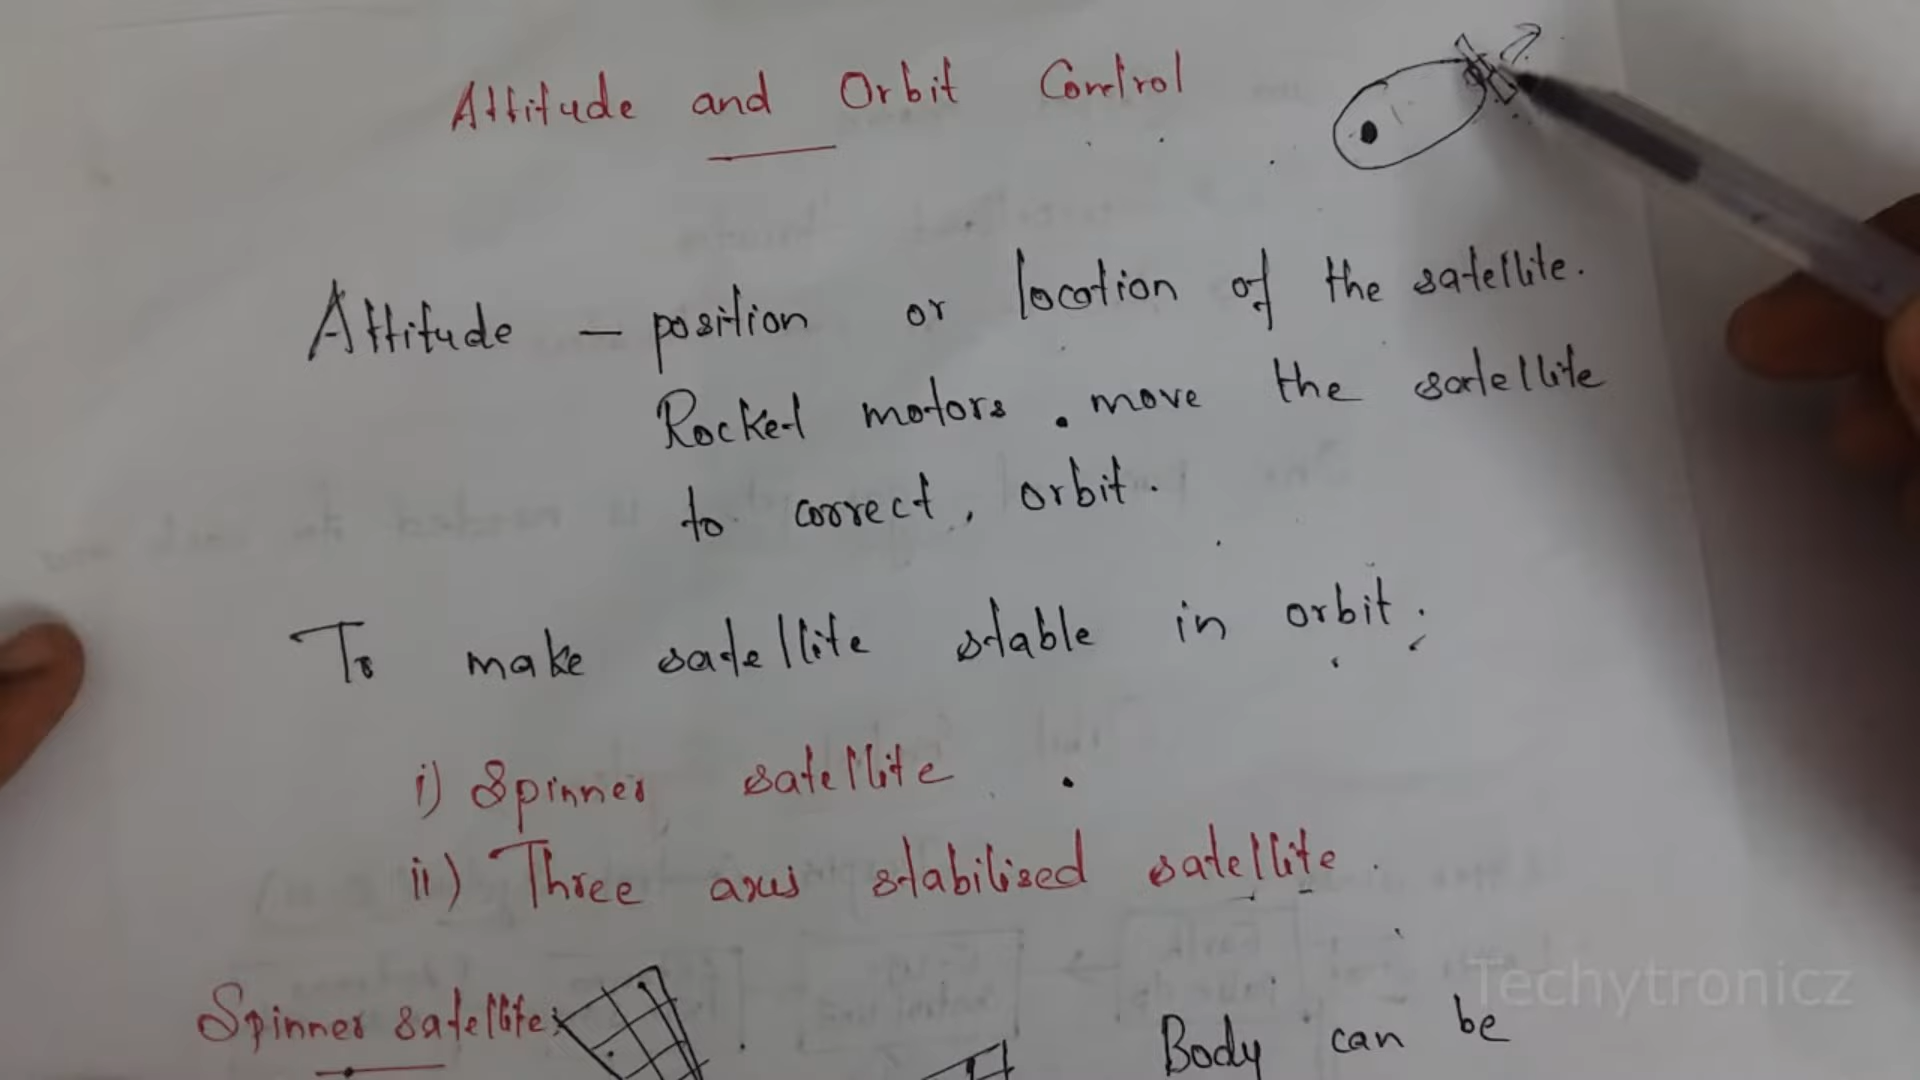 Attitude and Orbit Control
Attitude - position or location of the satellite.
Rocket motors move the satellite
to correct orbit.
To make satellite stable in orbit.
i) Spinner satellite
ii) Three axis stabilised satellite.
Spinner satellite:
Body can be
Techytronicz